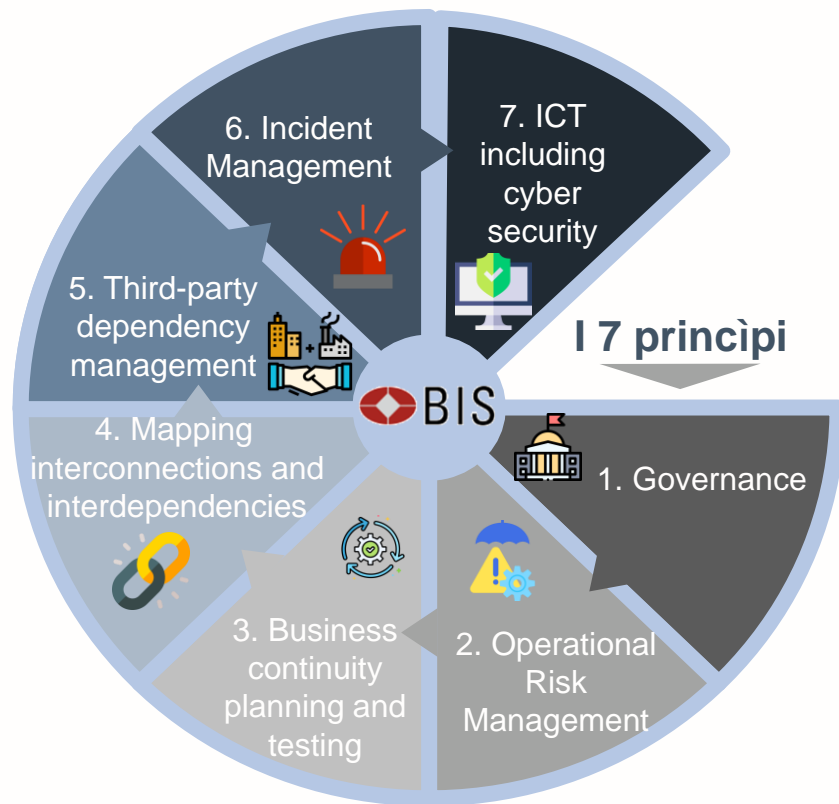 I 7 princìpi
1. Governance
2. Operational
Risk
Management
3. Business
continuity
planning and
testing
4. Mapping
interconnections and
interdependencies
5. Third-party
dependency
management
6. Incident
Management
7. ICT
including
cyber
security
BIS